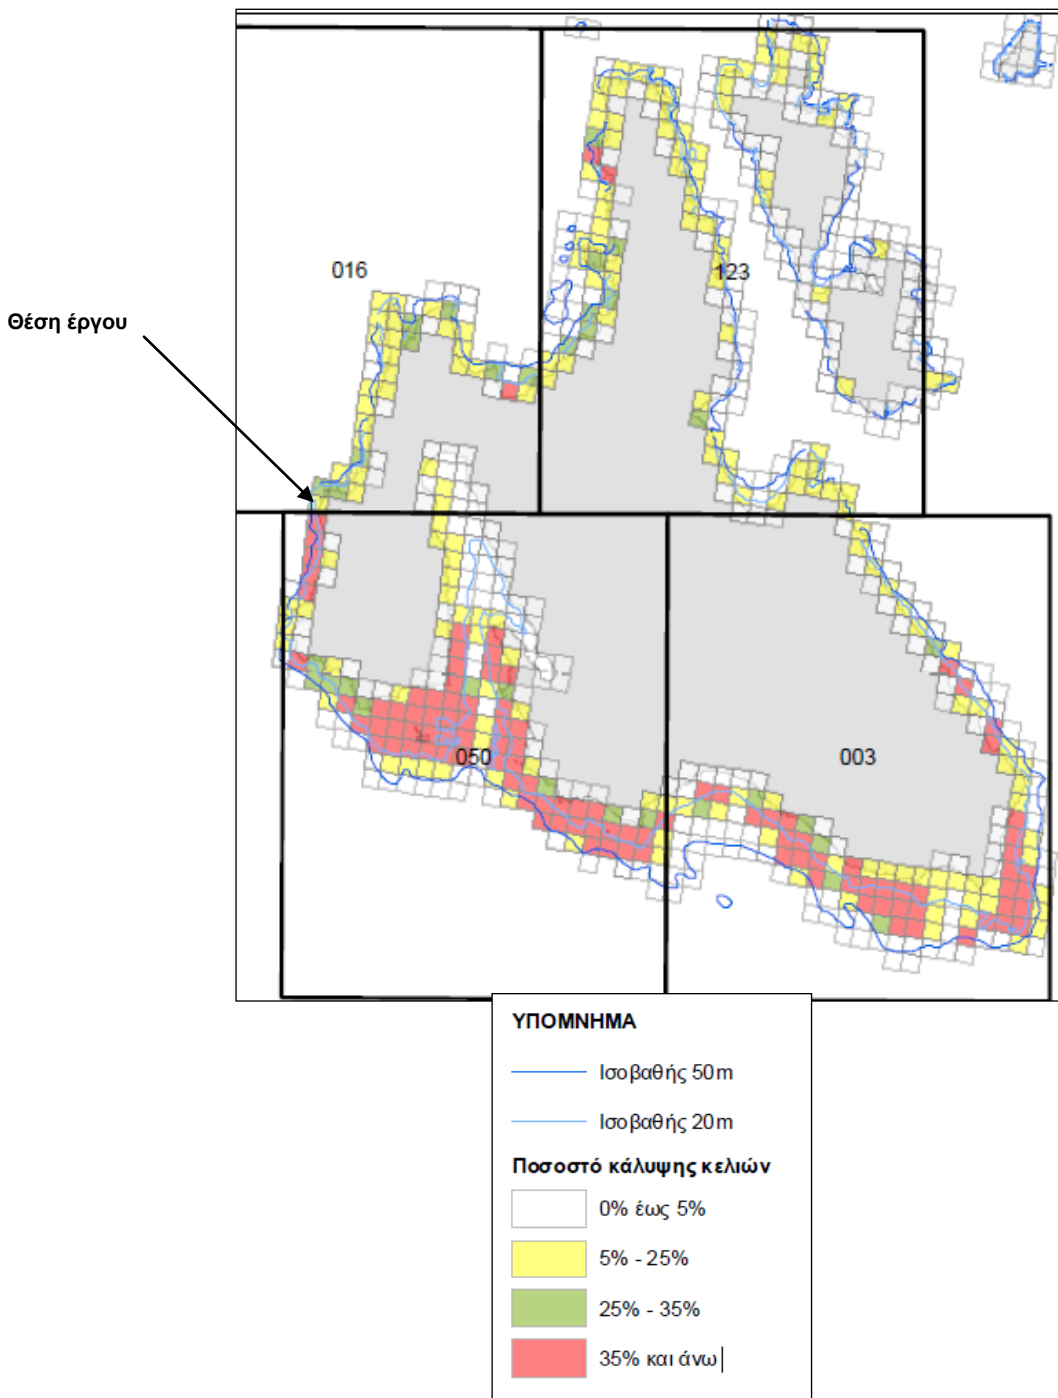 016
123
Θέση έργου
050
003
ΥΠΟΜΝΗΜΑ
Ισοβαθής 50m
Ισοβαθής 20m
Ποσοστό κάλυψης κελιών
0% έως 5%
5% - 25%
25% - 35%
35% και άνω